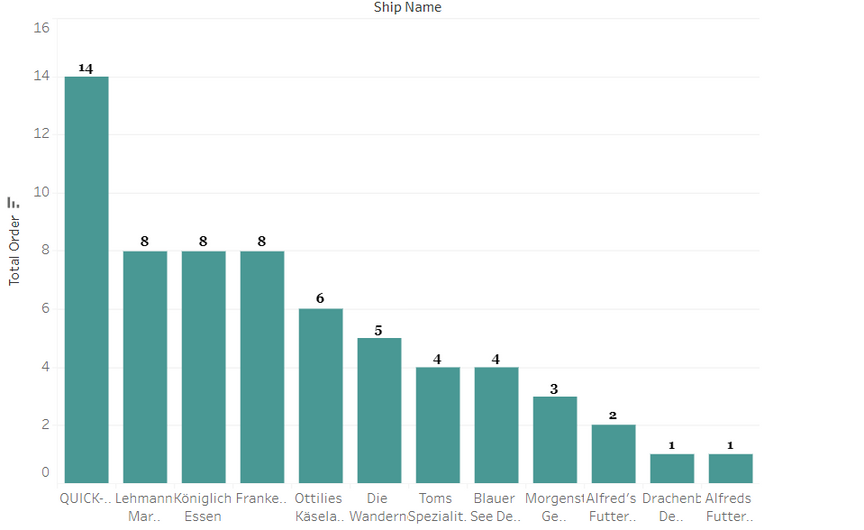 Ship Name
16
14
12
10
8
6
4
2
0
Total Order
14
8
8
8
6
5
4
4
3
2
1
1
QUICK-..
Lehmann
Mar..
Königlich
Essen
Franke..
Ottilies
Käsela..
Die
Wandern
Toms
Spezialit..
Blauer
See De..
Morgenst
Ge..
Alfred's
Futter..
Drachenb
De..
Alfreds
Futter..